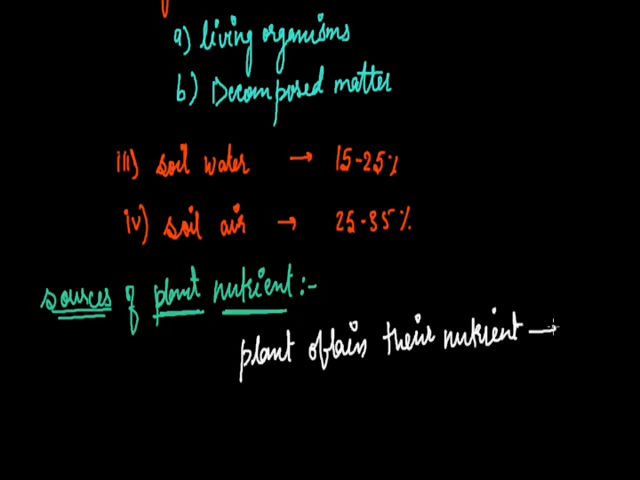 a) living organisms
b) Decomposed matter
iii) soil water → 15-25%
iv) soil air → 25-35%
sources of plant nutrient:-
plant obtain their nutrient →